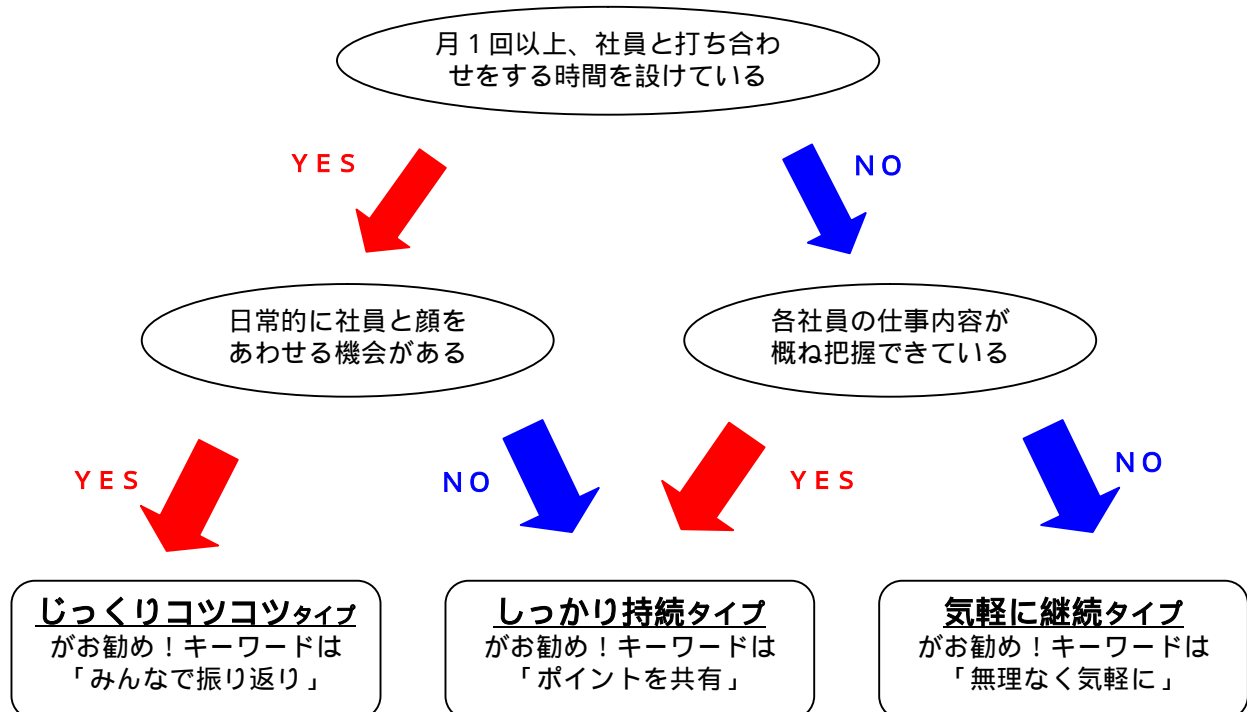 月１回以上、社員と打ち合わ
せをする時間を設けている
ＹＥＳ
ＮＯ
日常的に社員と顔を
あわせる機会がある
各社員の仕事内容が
概ね把握できている
ＹＥＳ
ＮＯ
ＹＥＳ
ＮＯ
じっくりコツコツタイプ
がお勧め！キーワードは
「みんなで振り返り」
しっかり持続タイプ
がお勧め！キーワードは
「ポイントを共有」
気軽に継続タイプ
がお勧め！キーワードは
「無理なく気軽に」